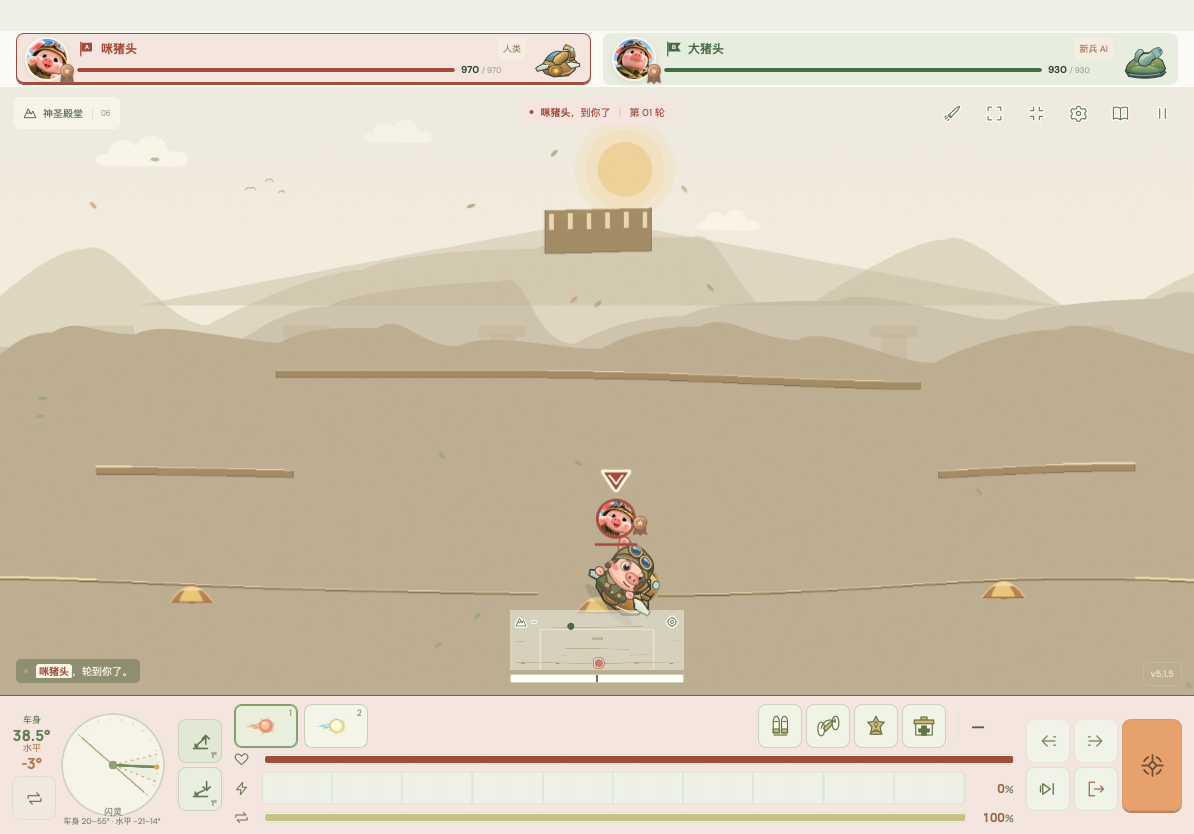 A 咪猪头 人类
970 / 970
B 大猪头 新兵 AI
930 / 930
神圣殿堂 06
咪猪头，到你了 第 01 轮
咪猪头，轮到你了。
v5.1.5
车身
38.5°
水平
-3°
闪灵
车身 20–55° · 水平 -21–14°
1°
1°
1
2
0%
100%